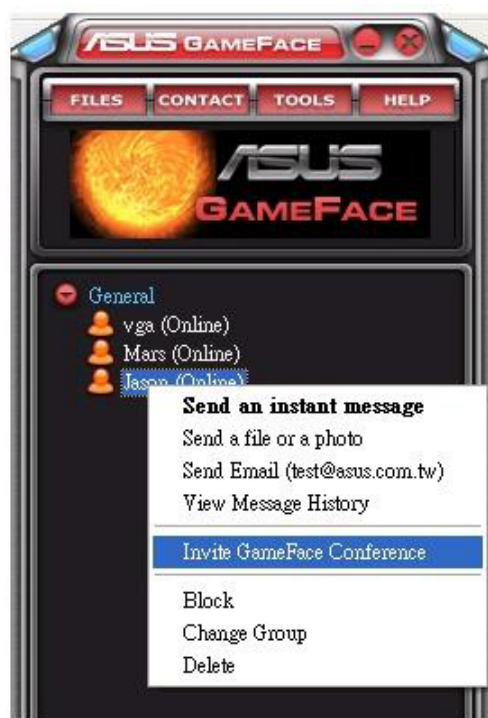 ASUS GAMEFACE
FILES CONTACT TOOLS HELP
ASUS
GAMEFACE
General
vga (Online)
Mars (Online)
Jason (Online)
Send an instant message
Send a file or a photo
Send Email (test@asus.com.tw)
View Message History
Invite GameFace Conference
Block
Change Group
Delete